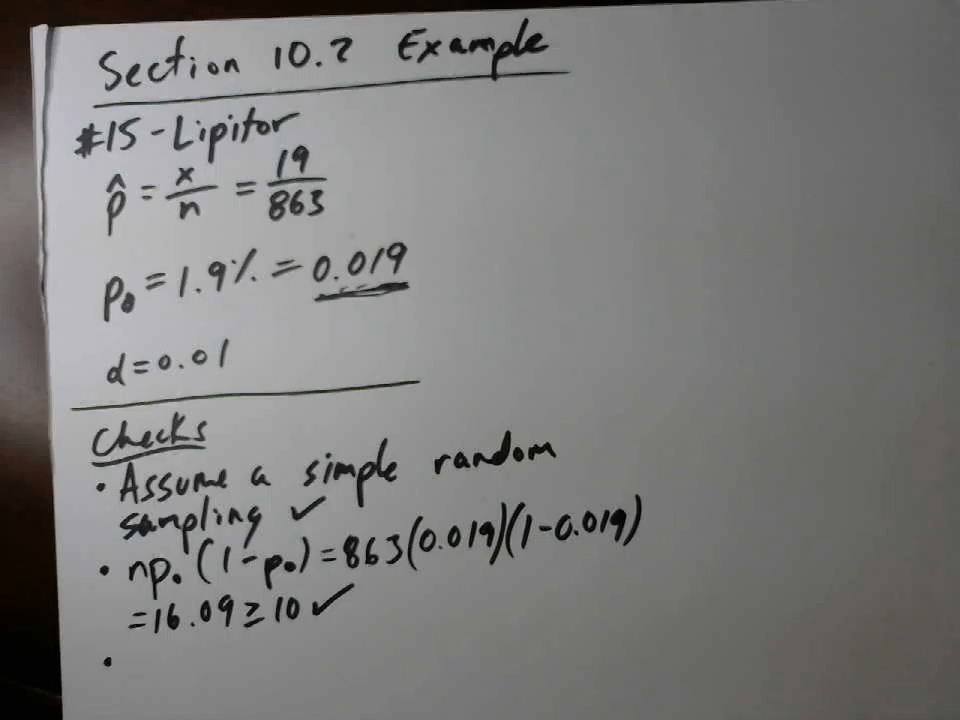 Section 10.2 Example
#15 - Lipitor
p̂ = x/n = 19/863
p₀ = 1.9% = 0.019
α = 0.01
Checks
• Assume a simple random
sampling ✓
• np₀(1-p₀) = 863(0.019)(1-0.019)
= 16.09 ≥ 10 ✓
•